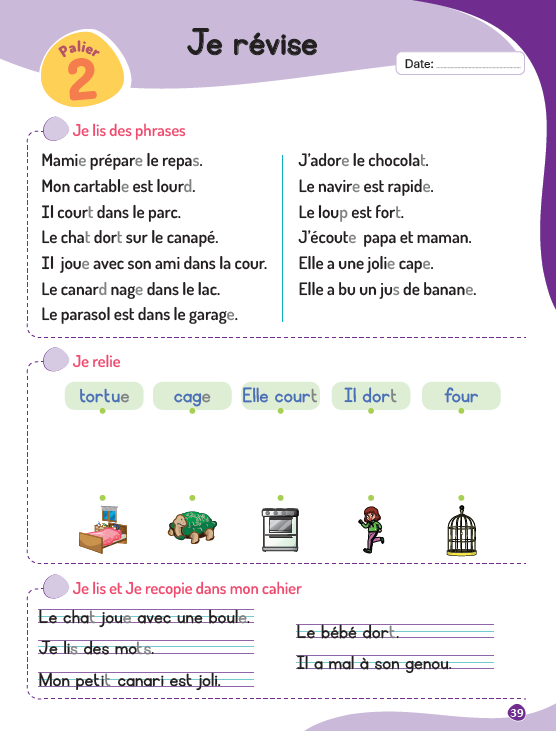 Je révise
Palier
2
Date:
Je lis des phrases
Mamie prépare le repas.
Mon cartable est lourd.
Il court dans le parc.
Le chat dort sur le canapé.
Il joue avec son ami dans la cour.
Le canard nage dans le lac.
Le parasol est dans le garage.
J'adore le chocolat.
Le navire est rapide.
Le loup est fort.
J'écoute papa et maman.
Elle a une jolie cape.
Elle a bu un jus de banane.
Je relie
tortue cage Elle court Il dort four
Je lis et Je recopie dans mon cahier
Le chat joue avec une boule.
Je lis des mots.
Mon petit canari est joli.
Le bébé dort.
Il a mal à son genou.
39